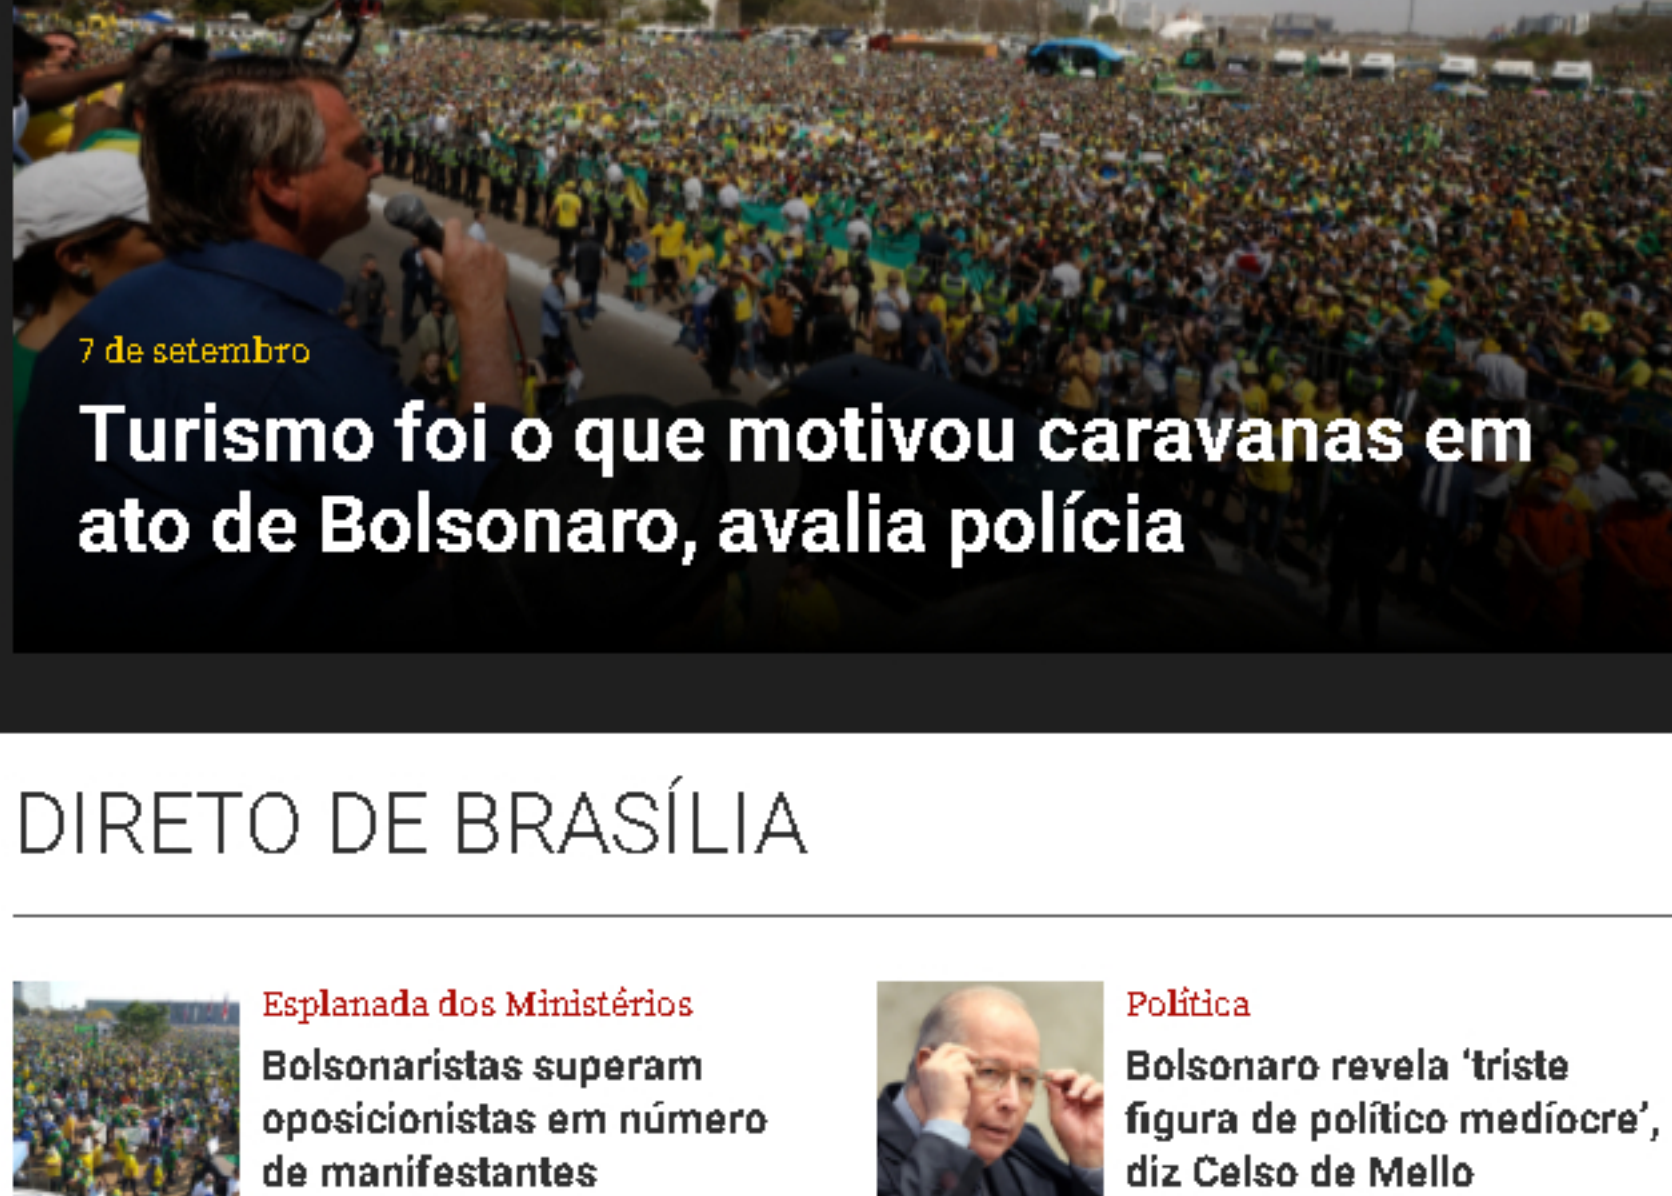 7 de setembro
Turismo foi o que motivou caravanas em
ato de Bolsonaro, avalia polícia
DIRETO DE BRASÍLIA
Esplanada dos Ministérios
Bolsonaristas superam
oposicionistas em número
de manifestantes
Política
Bolsonaro revela ‘triste
figura de político medíocre’,
diz Celso de Mello